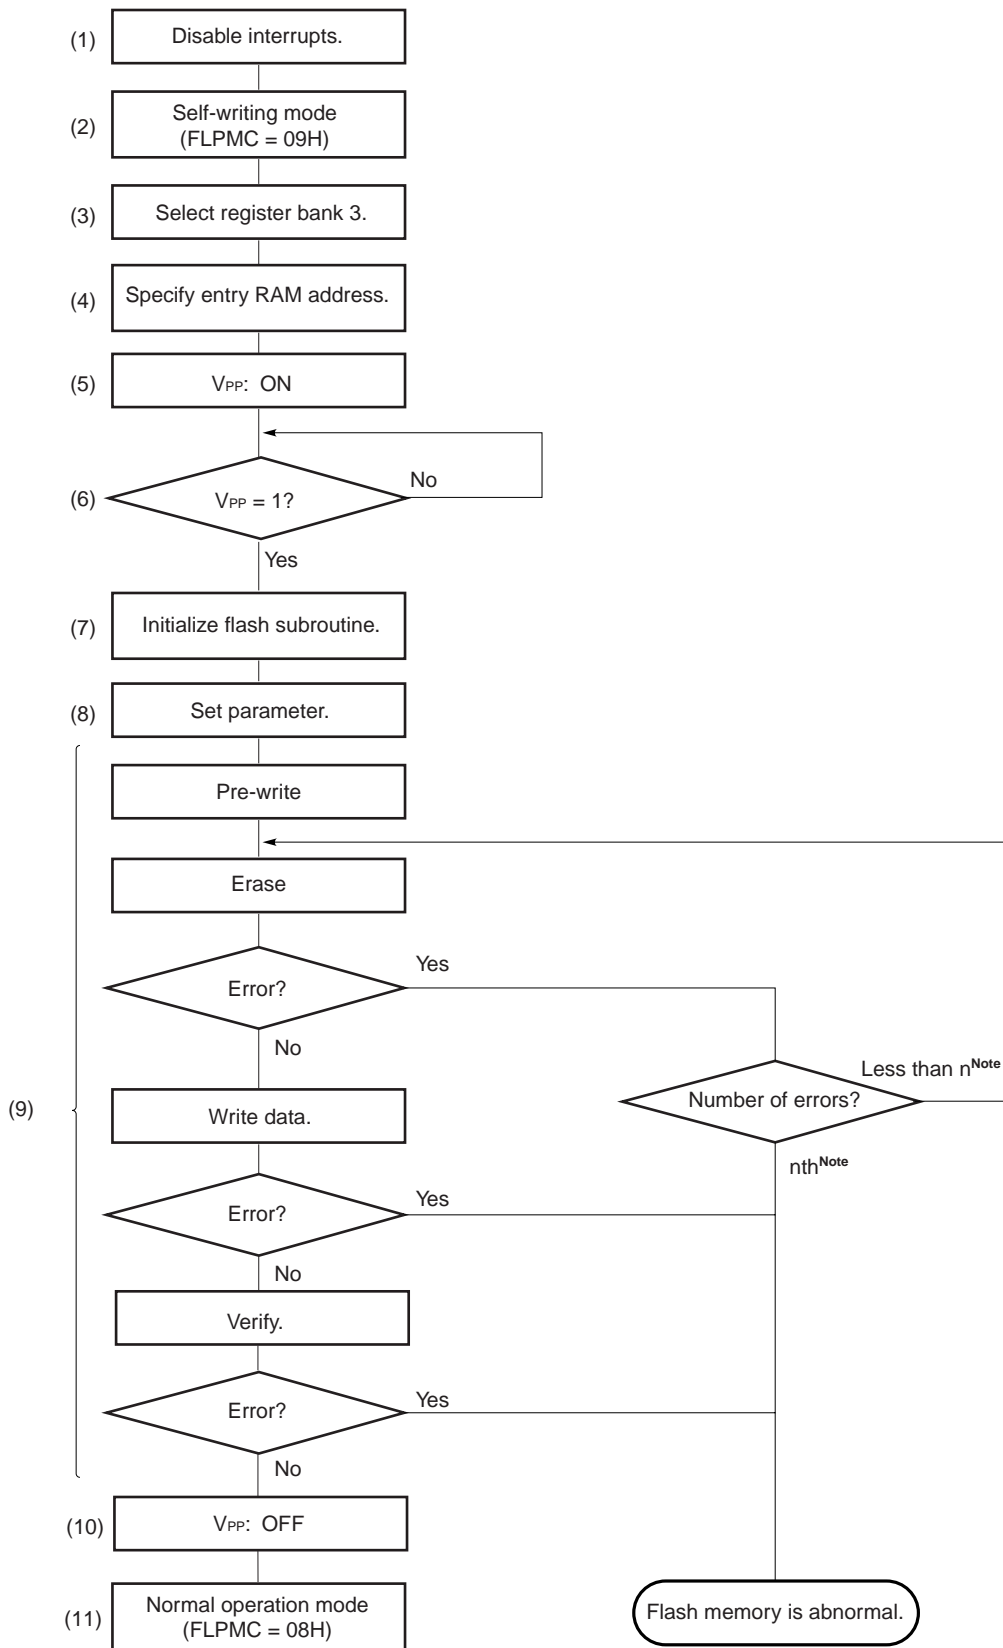 (1) Disable interrupts.
(2) Self-writing mode
(FLPMC = 09H)
(3) Select register bank 3.
(4) Specify entry RAM address.
(5) VPP: ON
(6) VPP = 1?
No
Yes
(7) Initialize flash subroutine.
(8) Set parameter.
(9)
Pre-write
Erase
Error?
Yes
No
Number of errors?
Less than nNote
nthNote
Write data.
Error?
Yes
No
Verify.
Error?
Yes
No
(10) VPP: OFF
(11) Normal operation mode
(FLPMC = 08H)
Flash memory is abnormal.